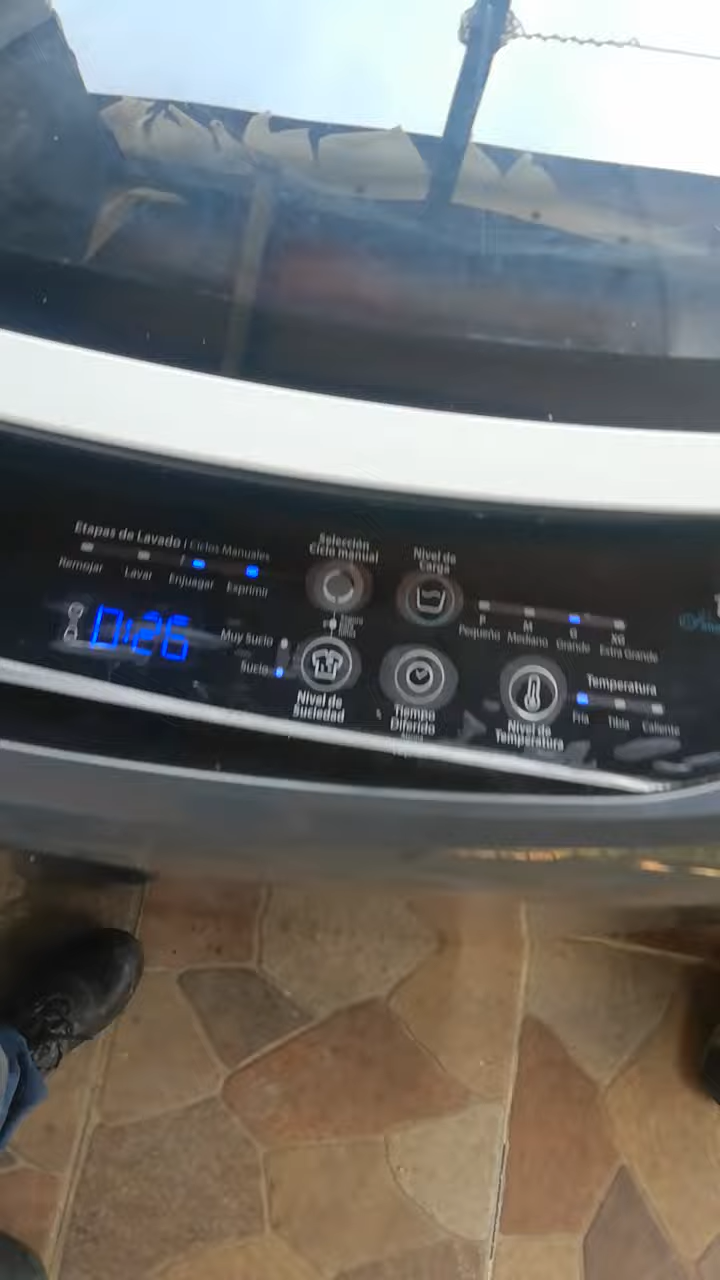 Etapas de Lavado | Ciclos Manuales
Remojar Lavar Enjuagar Exprimir
0:26
Muy Sucio
Sucio
Selección
Ciclo manual
Nivel de
Suciedad
Nivel de
Carga
Tiempo
Diferido
P M G XG
Pequeño Mediano Grande Extra Grande
Nivel de
Temperatura
Temperatura
Fría Tibia Caliente